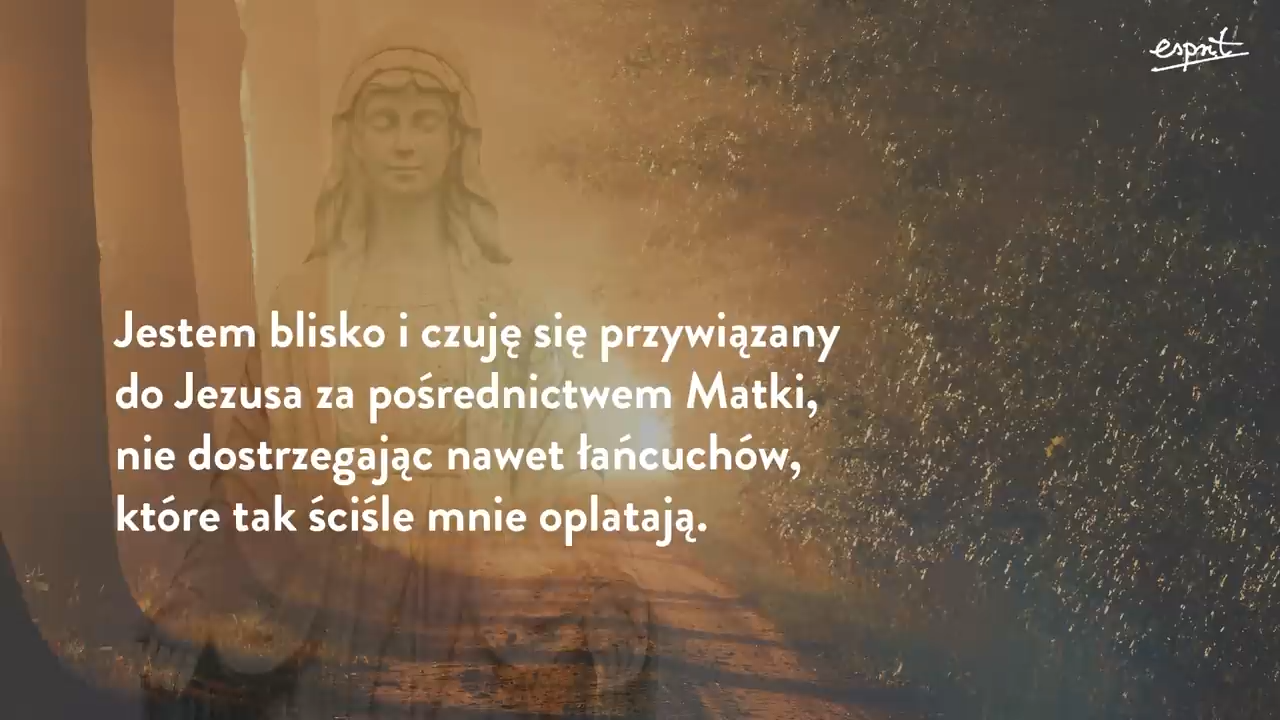 esprit
Jestem blisko i czuję się przywiązany
do Jezusa za pośrednictwem Matki,
nie dostrzegając nawet łańcuchów,
które tak ściśle mnie oplatają.